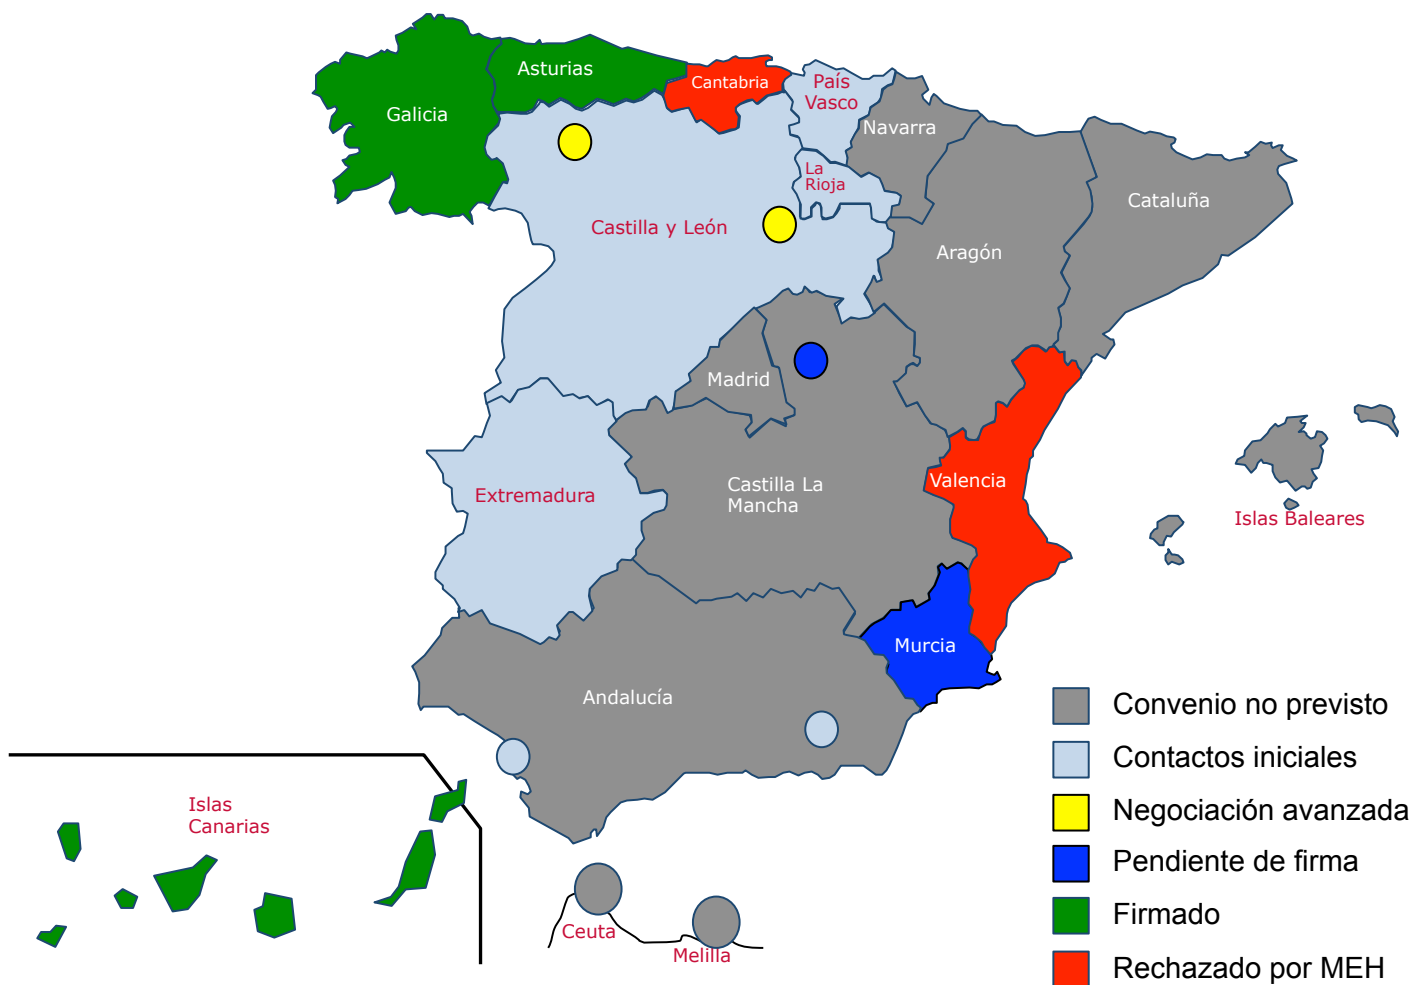 Asturias
Cantabria
País
Vasco
Galicia
Navarra
La
Rioja
Cataluña
Castilla y León
Aragón
Madrid
Extremadura
Castilla La
Mancha
Valencia
Islas Baleares
Murcia
Andalucía
Islas
Canarias
Ceuta
Melilla
Convenio no previsto
Contactos iniciales
Negociación avanzada
Pendiente de firma
Firmado
Rechazado por MEH